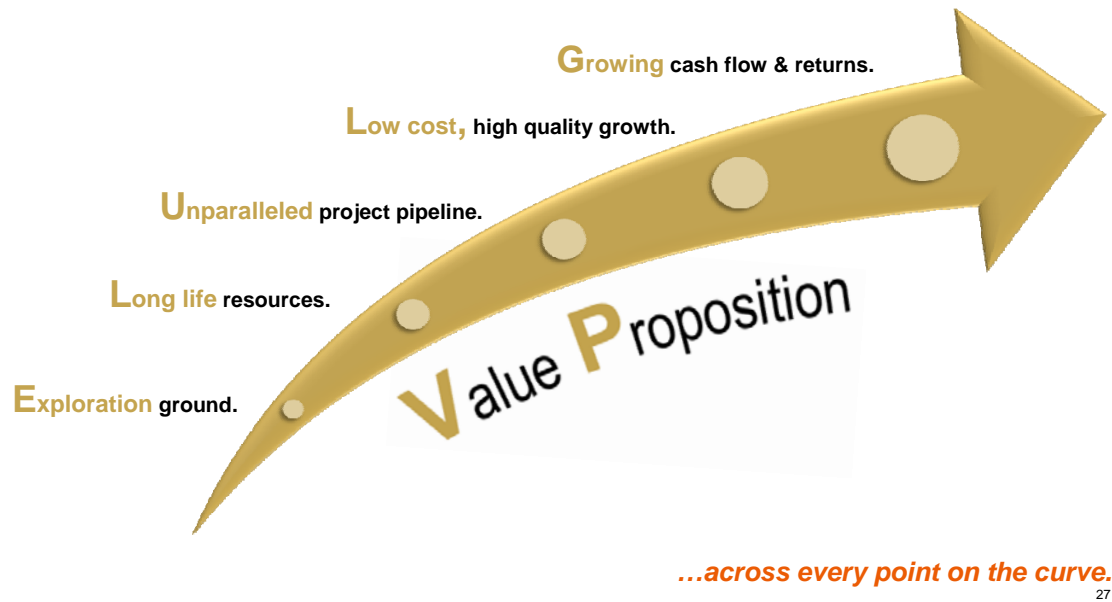 Growing cash flow & returns.
Low cost, high quality growth.
Unparalleled project pipeline.
Long life resources.
Exploration ground.
Value Proposition
…across every point on the curve.
27